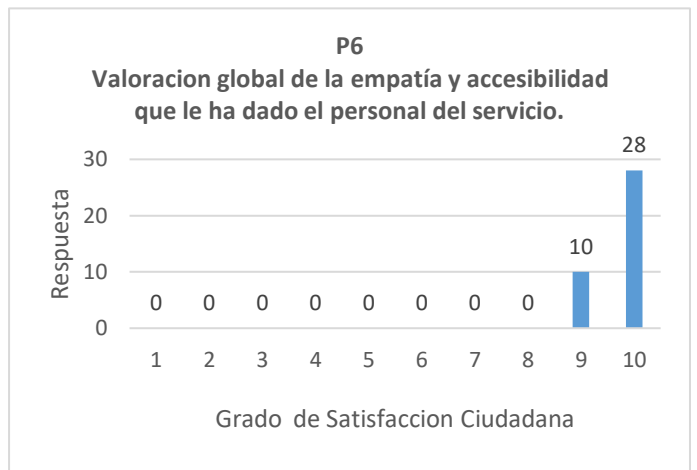 P6
Valoracion global de la empatía y accesibilidad
que le ha dado el personal del servicio.
28
30
Respuesta
20
10
10
0 0 0 0 0 0 0 0
0
1 2 3 4 5 6 7 8 9 10
Grado de Satisfaccion Ciudadana